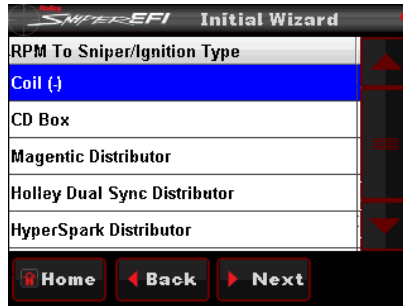 Holley
SNIPER EFI Initial Wizard
RPM To Sniper/Ignition Type
Coil (-)
CD Box
Magentic Distributor
Holley Dual Sync Distributor
HyperSpark Distributor
Home Back Next